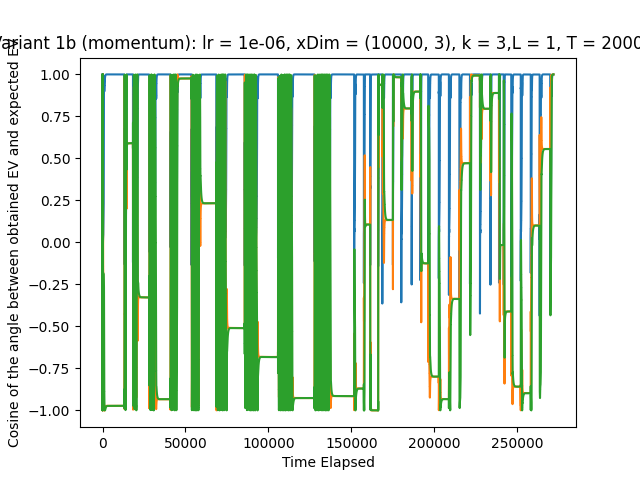 ariant 1b (momentum): lr = 1e-06, xDim = (10000, 3), k = 3,L = 1, T = 2000
Cosine of the angle between obtained EV and expected EV
1.00
0.75
0.50
0.25
0.00
−0.25
−0.50
−0.75
−1.00
0 50000 100000 150000 200000 250000
Time Elapsed